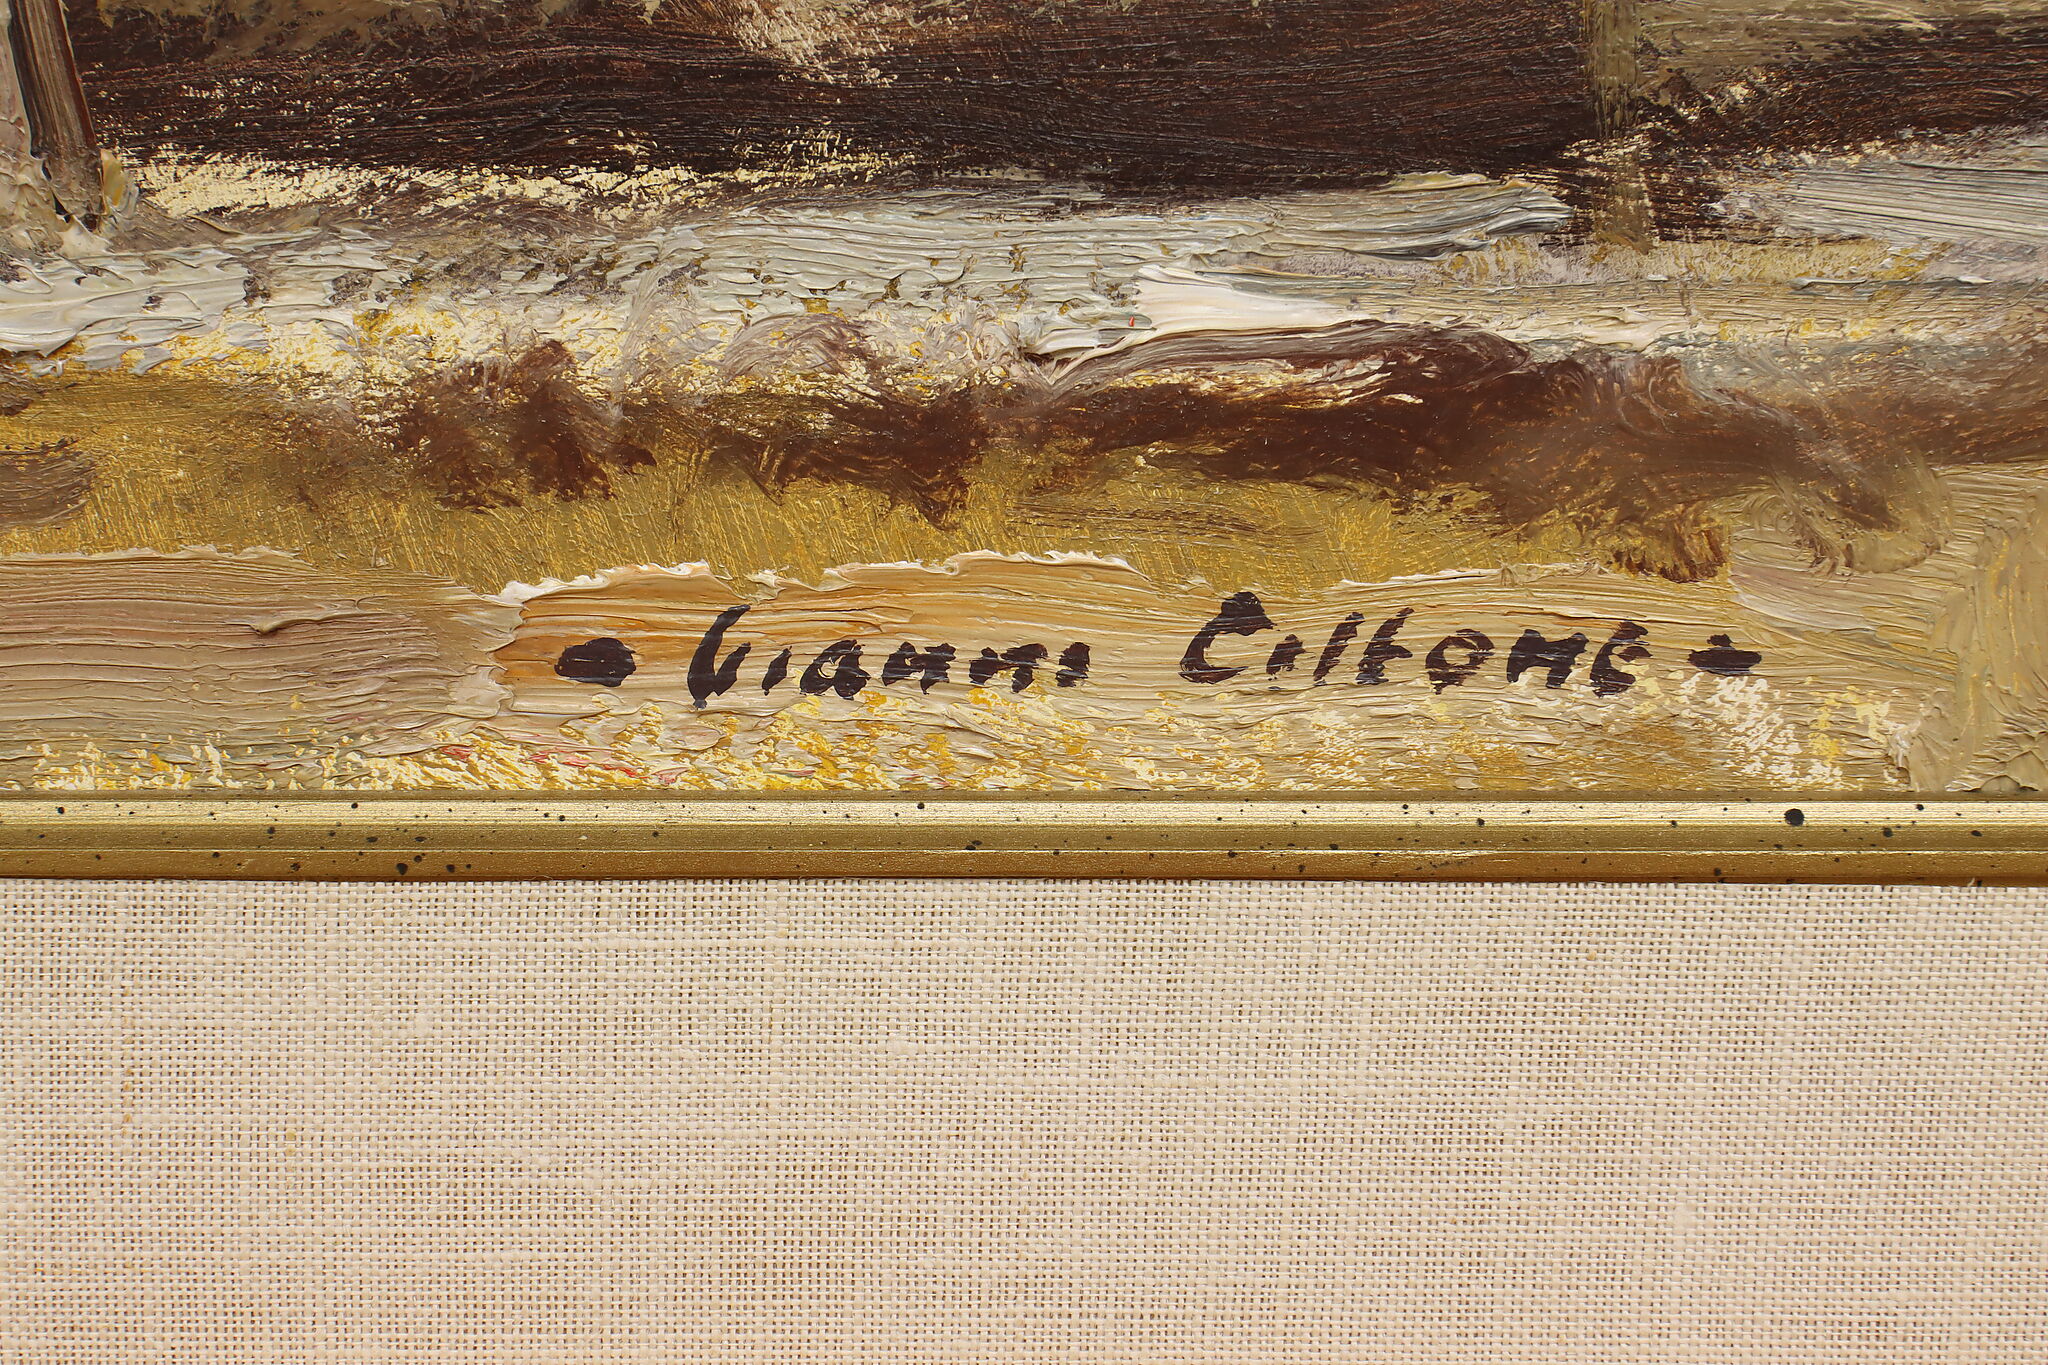 • Gianni Cilfone •